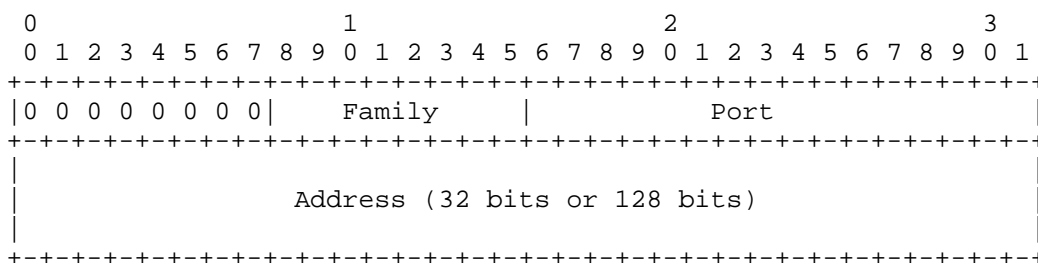 0                   1                   2                   3
 0 1 2 3 4 5 6 7 8 9 0 1 2 3 4 5 6 7 8 9 0 1 2 3 4 5 6 7 8 9 0 1
+-+-+-+-+-+-+-+-+-+-+-+-+-+-+-+-+-+-+-+-+-+-+-+-+-+-+-+-+-+-+-+-+
|0 0 0 0 0 0 0 0|    Family     |           Port                |
+-+-+-+-+-+-+-+-+-+-+-+-+-+-+-+-+-+-+-+-+-+-+-+-+-+-+-+-+-+-+-+-+
|                                                               |
|                 Address (32 bits or 128 bits)                 |
|                                                               |
+-+-+-+-+-+-+-+-+-+-+-+-+-+-+-+-+-+-+-+-+-+-+-+-+-+-+-+-+-+-+-+-+